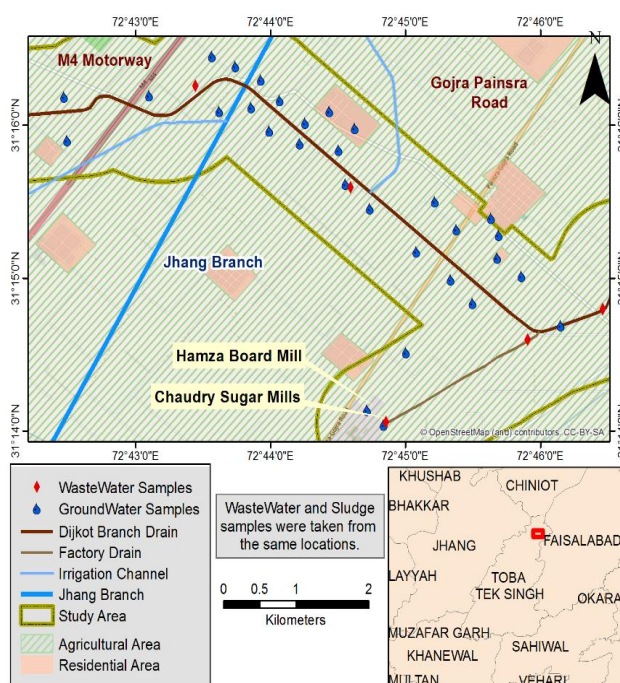 72°43'0"E 72°44'0"E 72°45'0"E 72°46'0"E
N
M4 Motorway
Gojra Painsra
Road
31°16'0"N
31°15'0"N
Jhang Branch
Hamza Board Mill
Chaudry Sugar Mills
31°14'0"N
© OpenStreetMap (and) contributors, CC-BY-SA
72°43'0"E 72°44'0"E 72°45'0"E 72°46'0"E
WasteWater Samples
GroundWater Samples
Dijkot Branch Drain
Factory Drain
Irrigation Channel
Jhang Branch
Study Area
Agricultural Area
Residential Area
WasteWater and Sludge
samples were taken from
the same locations.
0 0.5 1 2
Kilometers
KHUSHAB
CHINIOT
BHAKKAR
JHANG
FAISALABAD
LAYYAH
TOBA
TEK SINGH
OKARA
MUZAFAR GARH
SAHIWAL
KHANEWAL
MULTAN
VEHARI